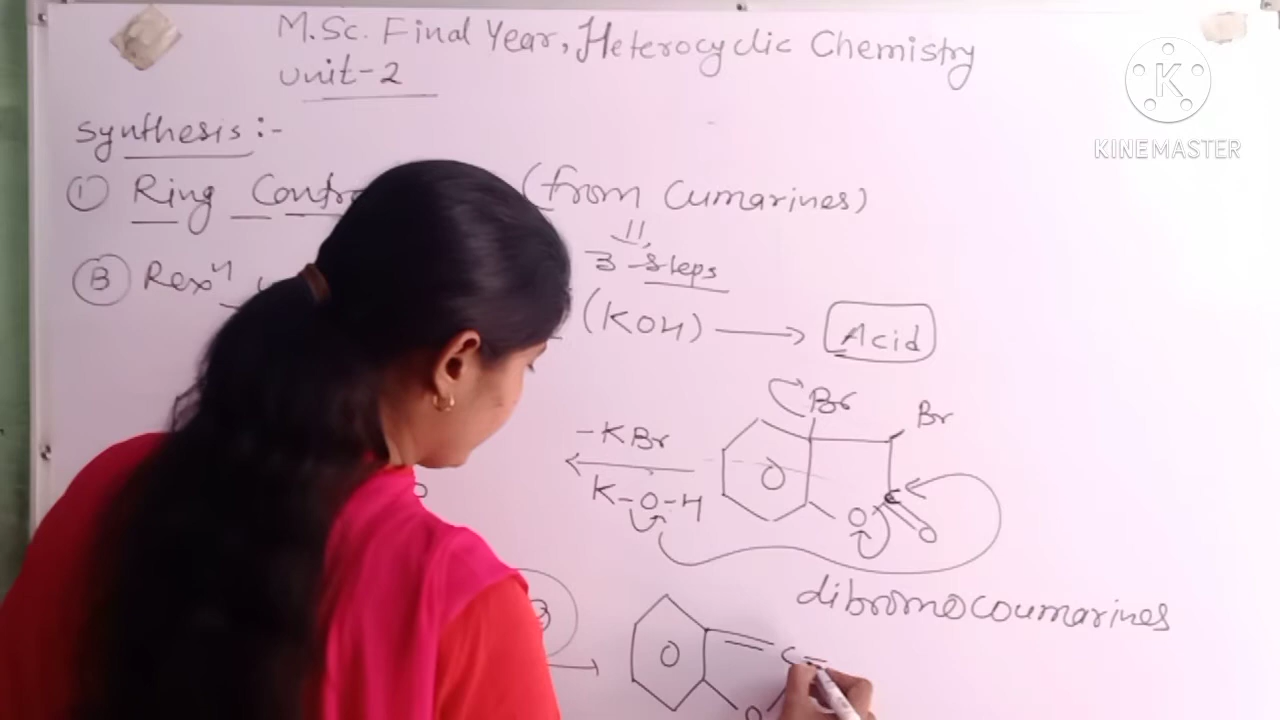 M.Sc. Final Year, Heterocyclic Chemistry
Unit-2
KINEMASTER
Synthesis :-
① Ring (from Cumarines)
3-Steps
Ⓑ Rexⁿ
(KOH) → Acid
Br Br
-KBr
K-O-H
O C O
dibromocoumarines
O C=
O